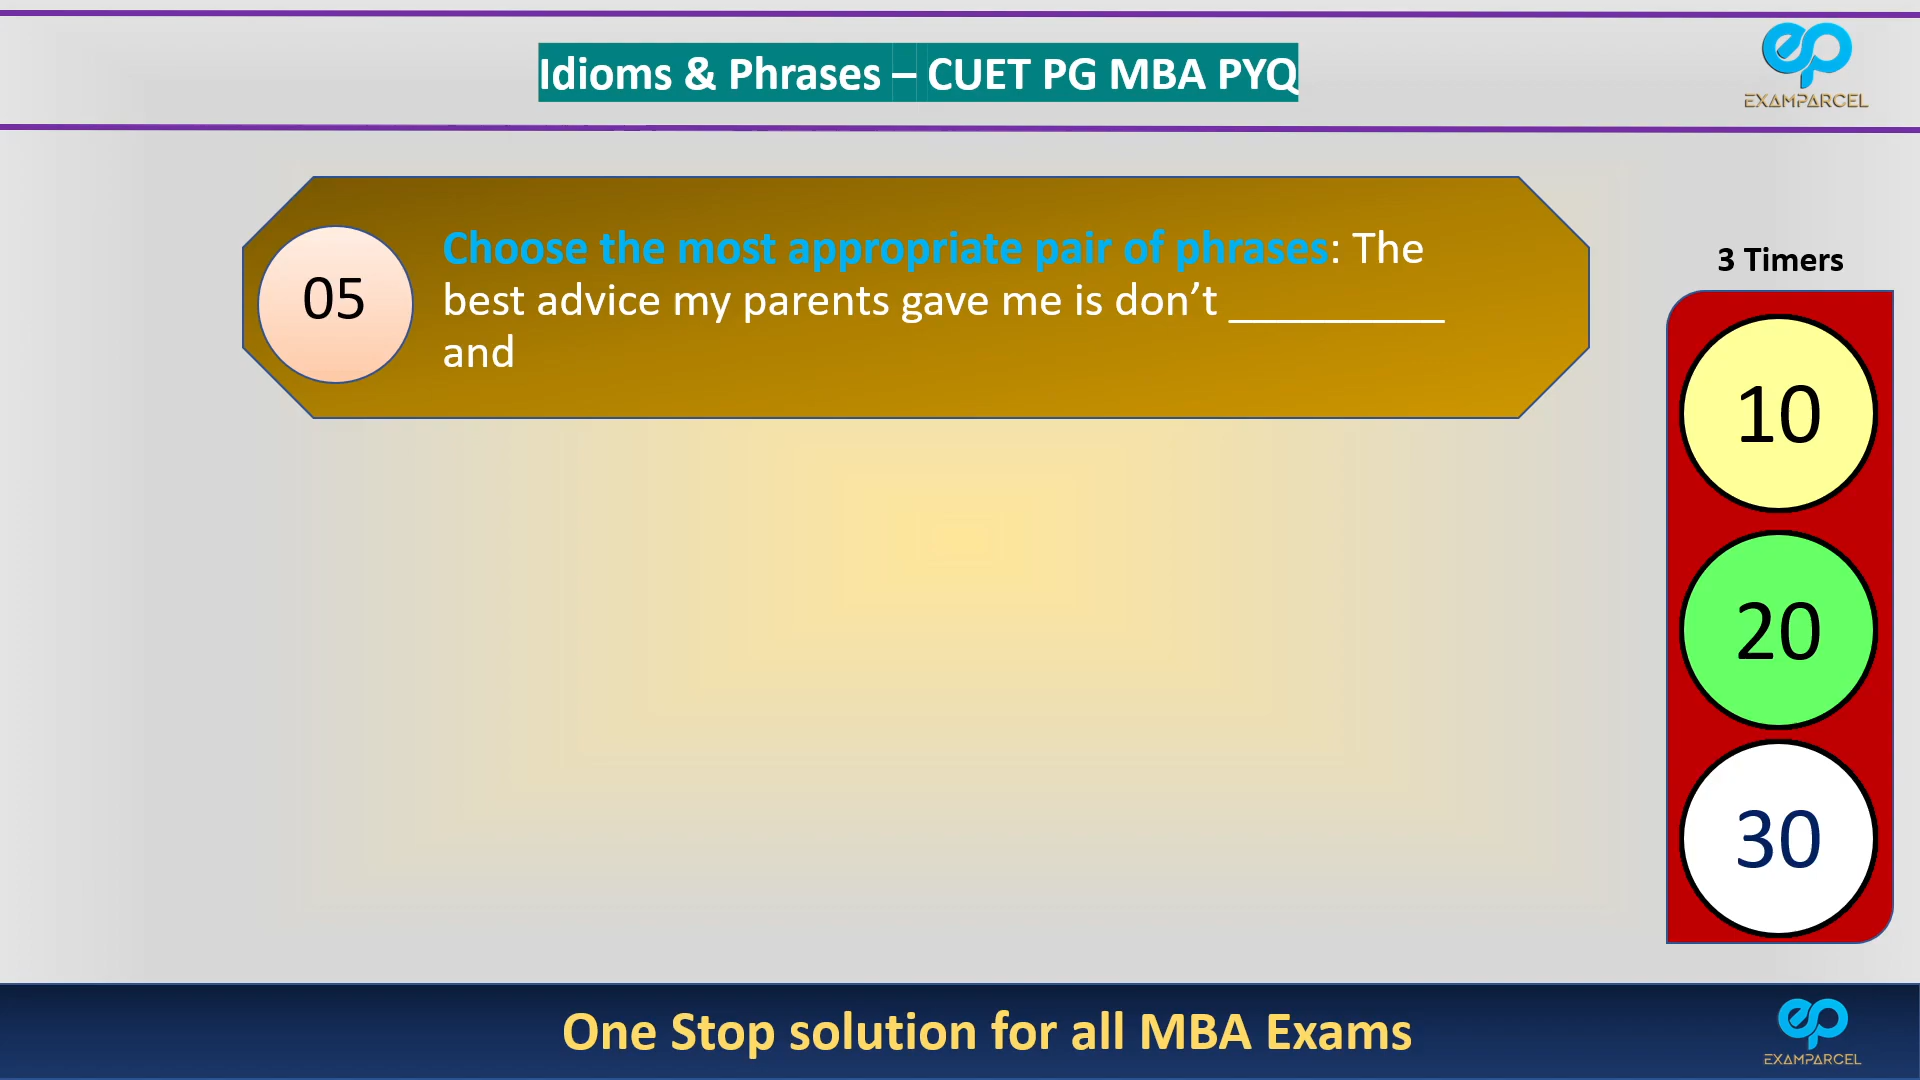 Idioms & Phrases – CUET PG MBA PYQ
EXAMPARCEL
05
Choose the most appropriate pair of phrases: The
best advice my parents gave me is don’t __________
and
3 Timers
10
20
30
One Stop solution for all MBA Exams
EXAMPARCEL